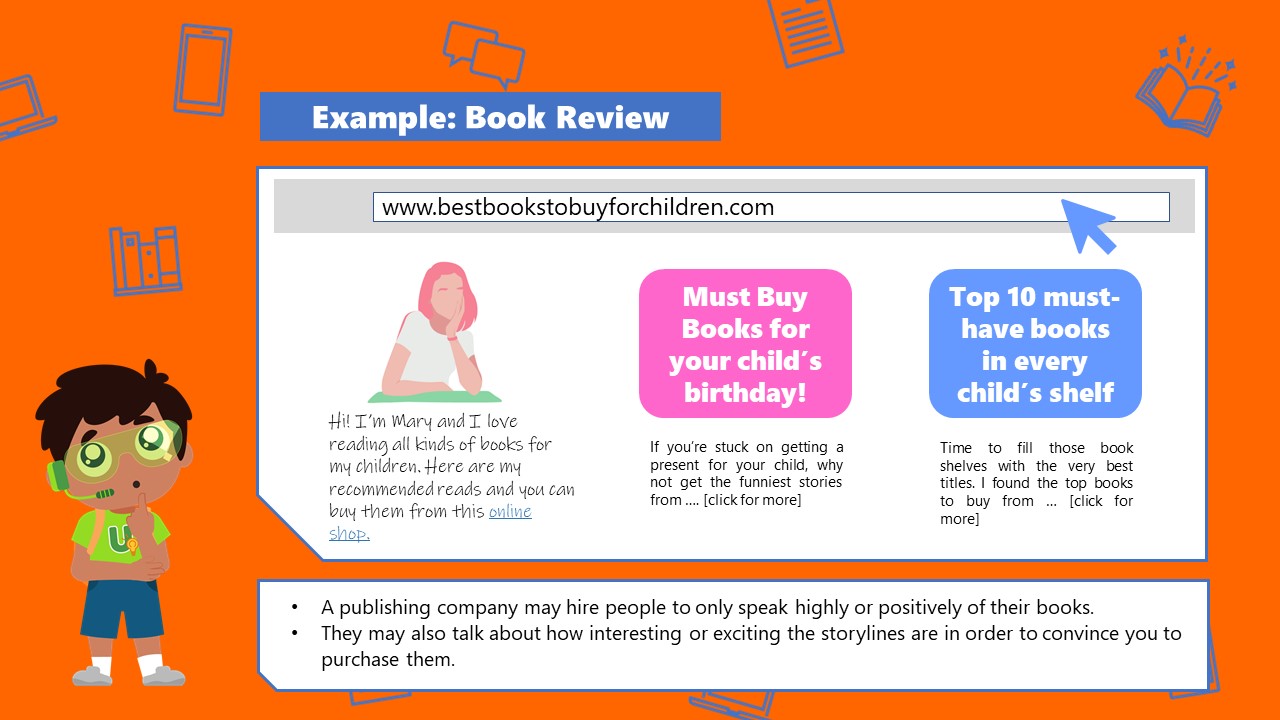 Example: Book Review
www.bestbookstobuyforchildren.com
Hi! I'm Mary and I love
reading all kinds of books for
my children. Here are my
recommended reads and you can
buy them from this online
shop.
Must Buy
Books for
your child´s
birthday!
If you're stuck on getting a
present for your child, why
not get the funniest stories
from .... [click for more]
Top 10 must-
have books
in every
child´s shelf
Time to fill those book
shelves with the very best
titles. I found the top books
to buy from ... [click for
more]
U
• A publishing company may hire people to only speak highly or positively of their books.
• They may also talk about how interesting or exciting the storylines are in order to convince you to
purchase them.